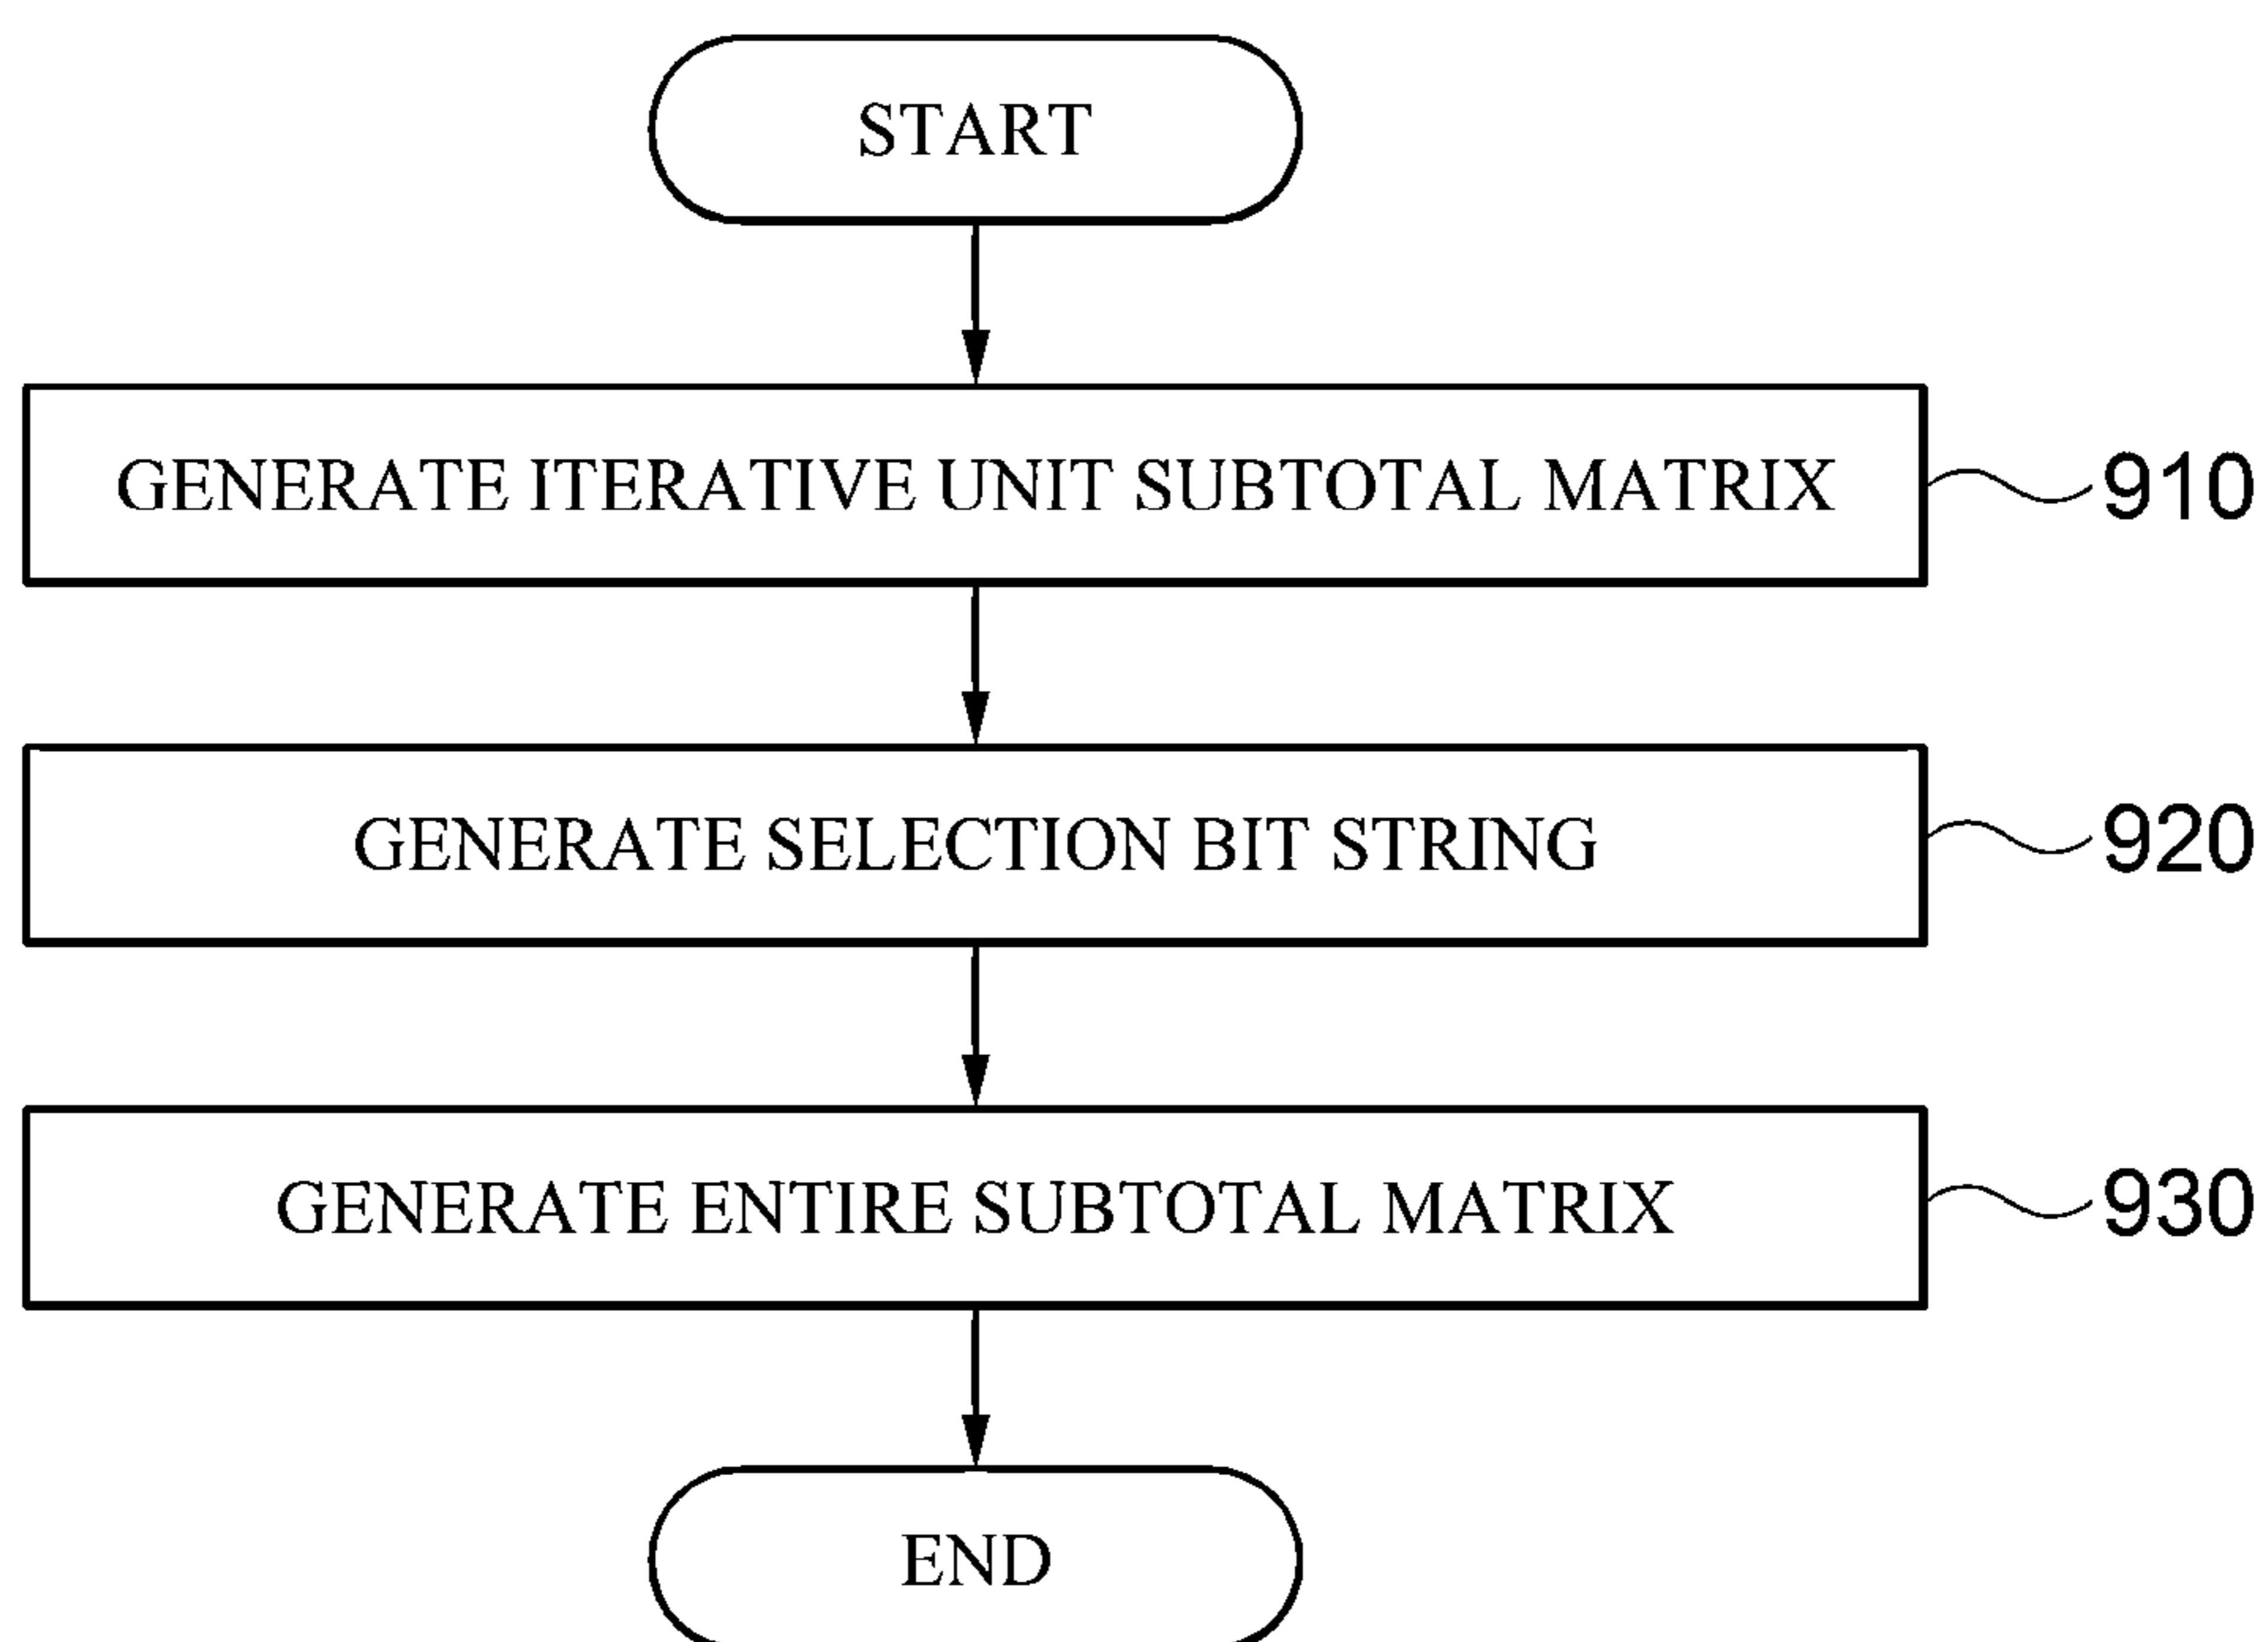 START
GENERATE ITERATIVE UNIT SUBTOTAL MATRIX
910
GENERATE SELECTION BIT STRING
920
GENERATE ENTIRE SUBTOTAL MATRIX
930
END